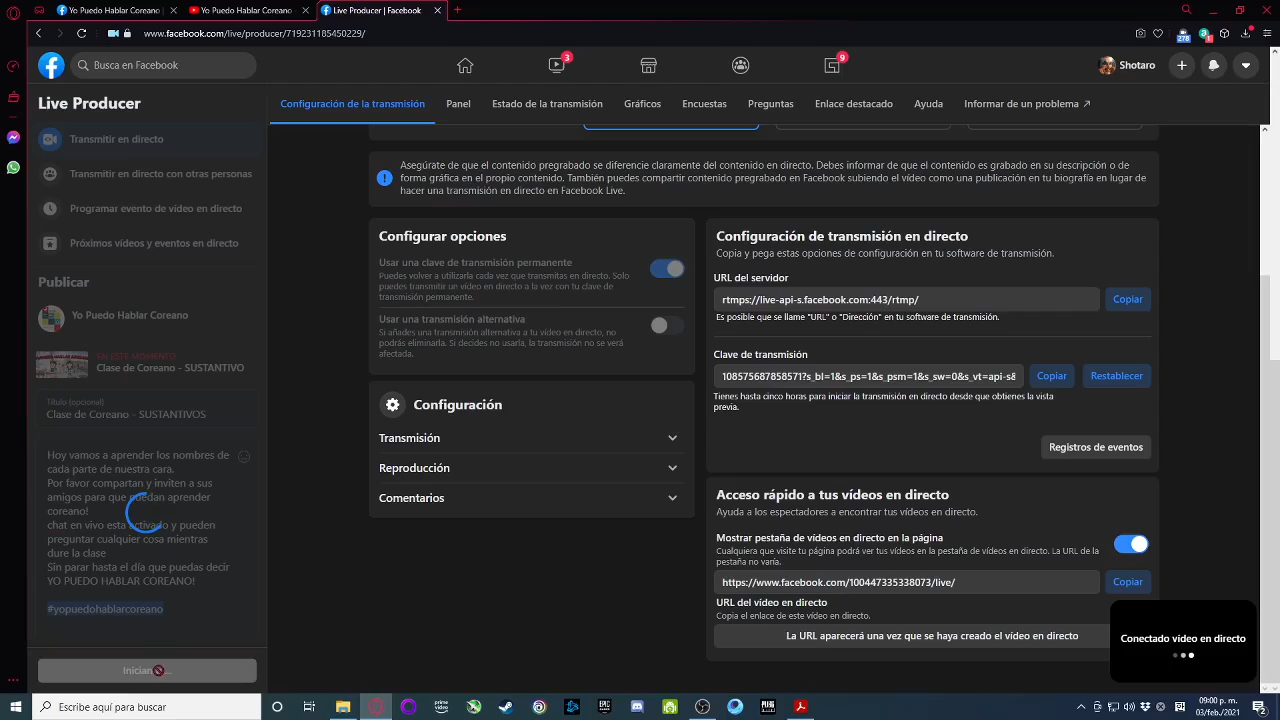 Yo Puedo Hablar Coreano |
Yo Puedo Hablar Coreano
Live Producer | Facebook
www.facebook.com/live/producer/719231185450229/
278
1
Busca en Facebook
3
9
Shotaro
Live Producer
Transmitir en directo
Transmitir en directo con otras personas
Programar evento de vídeo en directo
Próximos vídeos y eventos en directo
Publicar
Yo Puedo Hablar Coreano
EN ESTE MOMENTO
Clase de Coreano - SUSTANTIVO
Título (opcional)
Clase de Coreano - SUSTANTIVOS
Hoy vamos a aprender los nombres de
cada parte de nuestra cara.
Por favor compartan y inviten a sus
amigos para que puedan aprender
coreano!
chat en vivo esta activado y pueden
preguntar cualquier cosa mientras
dure la clase
Sin parar hasta el día que puedas decir
YO PUEDO HABLAR COREANO!
#yopuedohablarcoreano
Configuración de la transmisión
Panel
Estado de la transmisión
Gráficos
Encuestas
Preguntas
Enlace destacado
Ayuda
Informar de un problema
Asegúrate de que el contenido pregrabado se diferencie claramente del contenido en directo. Debes informar de que el contenido es grabado en su descripción o de
forma gráfica en el propio contenido. También puedes compartir contenido pregrabado en Facebook subiendo el vídeo como una publicación en tu biografía en lugar de
hacer una transmisión en directo en Facebook Live.
Configurar opciones
Usar una clave de transmisión permanente
Puedes volver a utilizarla cada vez que transmitas en directo. Solo
puedes transmitir un vídeo en directo a la vez con tu clave de
transmisión permanente.
Usar una transmisión alternativa
Si añades una transmisión alternativa a tu vídeo en directo, no
podrás eliminarla. Si decides no usarla, la transmisión no se verá
afectada.
Configuración
Transmisión
Reproducción
Comentarios
Configuración de transmisión en directo
Copia y pega estas opciones de configuración en tu software de transmisión.
URL del servidor
rtmps://live-api-s.facebook.com:443/rtmp/
Copiar
Es posible que se llame "URL" o "Dirección" en tu software de transmisión.
Clave de transmisión
108575687858571?s_bl=1&s_ps=1&s_psm=1&s_sw=0&s_vt=api-s&
Copiar
Restablecer
Tienes hasta cinco horas para iniciar la transmisión en directo desde que obtienes la vista
previa.
Registros de eventos
Acceso rápido a tus vídeos en directo
Ayuda a los espectadores a encontrar tus vídeos en directo.
Mostrar pestaña de vídeos en directo en la página
Cualquiera que visite tu página podrá ver tus vídeos en la pestaña de vídeos en directo. La URL de la
pestaña no varía.
https://www.facebook.com/100447335338073/live/
Copiar
URL del vídeo en directo
Copia el enlace de este vídeo en directo.
La URL aparecerá una vez que se haya creado el vídeo en directo
Conectado vídeo en directo
Escribe aquí para buscar
09:00 p. m.
03/feb./2021